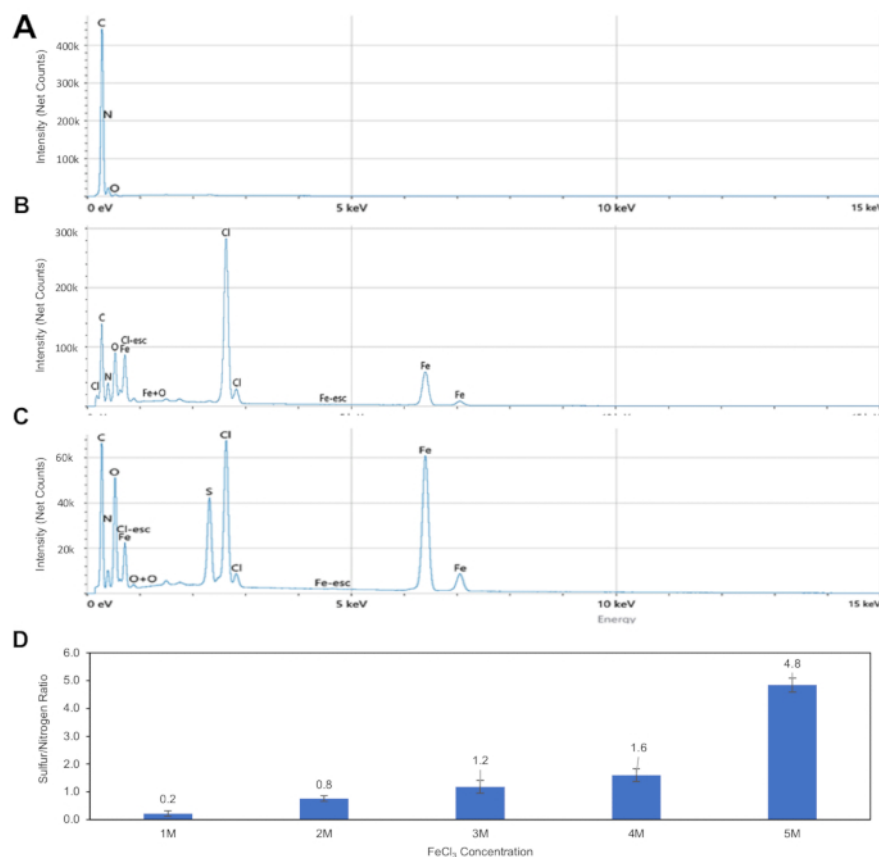 A
Intensity (Net Counts)
400k
300k
200k
100k
C
N
O
0 eV 5 keV 10 keV 15 keV
B
Intensity (Net Counts)
300k
200k
100k
Cl
C
N
O
Cl-esc
Fe
Fe+O
Cl
Cl
Fe-esc
Fe
Fe
C
Intensity (Net Counts)
60k
40k
20k
C
N
O
Cl-esc
Fe
O+O
S
Cl
Cl
Fe-esc
Fe
Fe
0 eV 5 keV 10 keV 15 keV
Energy
D
Sulfur/Nitrogen Ratio
6.0
5.0
4.0
3.0
2.0
1.0
0.0
0.2 0.8 1.2 1.6 4.8
1M 2M 3M 4M 5M
FeCl₃ Concentration